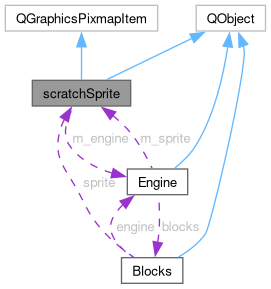 QGraphicsPixmapItem
QObject
scratchSprite
m_engine
m_sprite
sprite
Engine
engine
blocks
Blocks